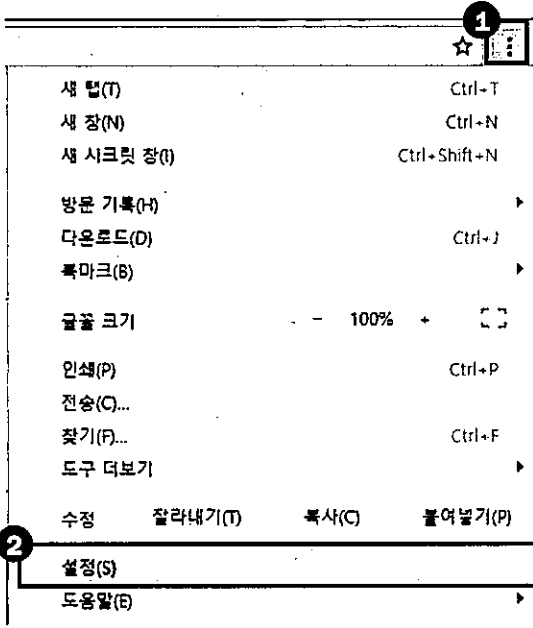 1
새 탭(T) Ctrl+T
새 창(N) Ctrl+N
새 시크릿 창(I) Ctrl+Shift+N
방문 기록(H)
다운로드(D) Ctrl+J
북마크(B)
글꼴 크기 - 100% +
인쇄(P) Ctrl+P
전송(C)...
찾기(F)... Ctrl+F
도구 더보기
수정 잘라내기(T) 복사(C) 붙여넣기(P)
2
설정(S)
도움말(E)